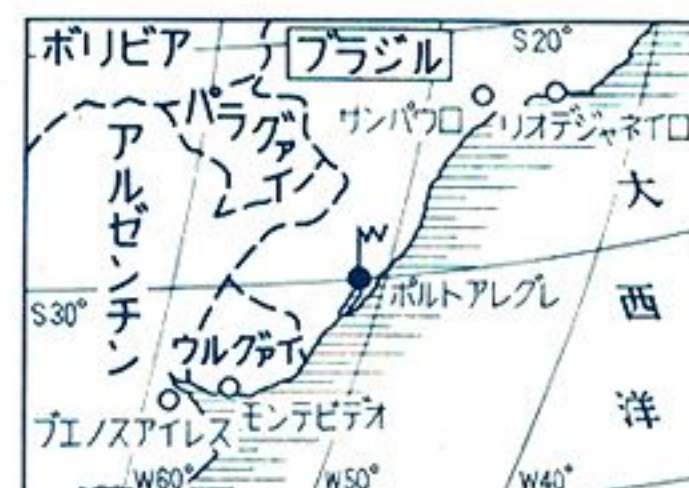 ボリビア
ブラジル
S20°
パラグァイ
サンパウロ
リオデジャネイロ
アルゼンチン
大西洋
ポルトアレグレ
S30°
ウルグァイ
ブエノスアイレス
モンテビデオ
W60°
W50°
W40°